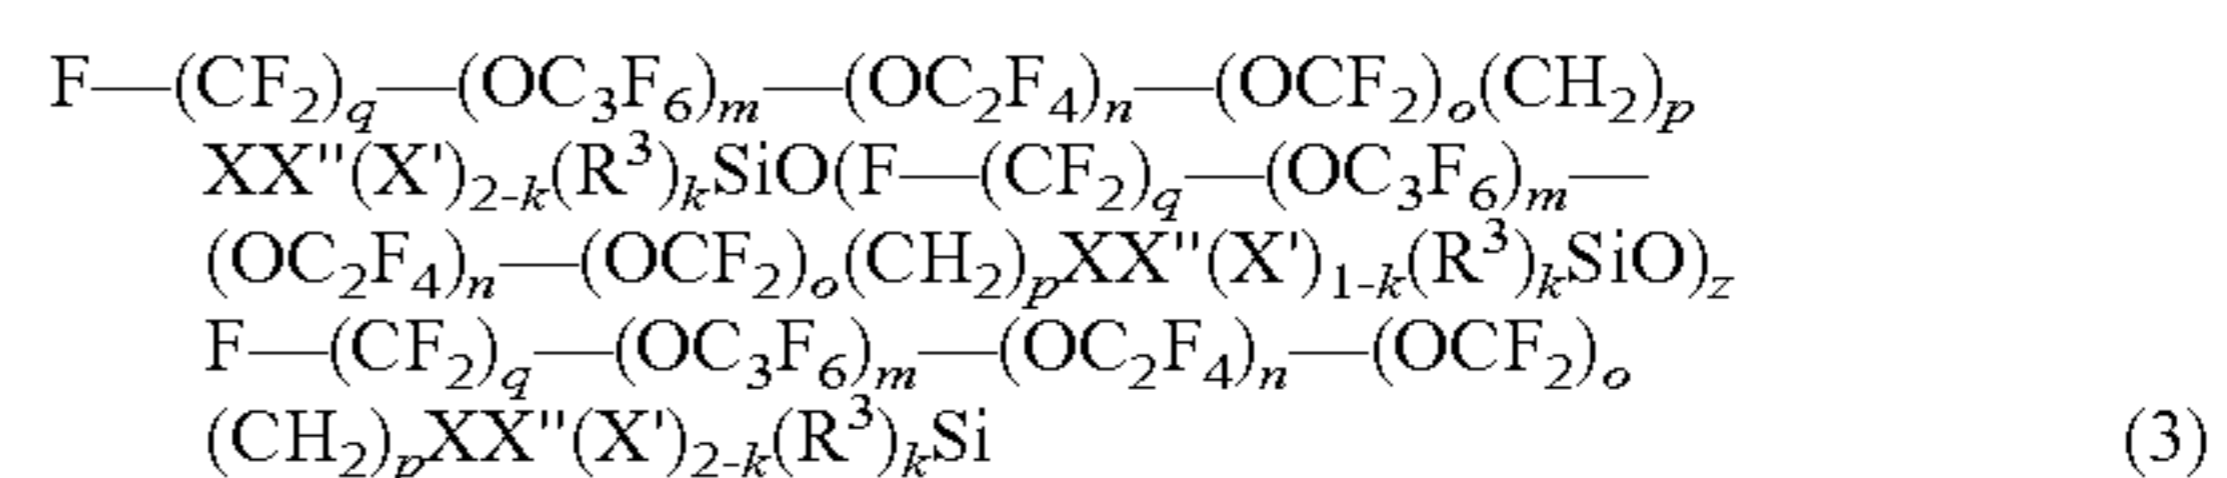 F—(CF₂)q—(OC₃F₆)m—(OC₂F₄)n—(OCF₂)o(CH₂)p
XX"(X')2-k(R³)kSiO(F—(CF₂)q—(OC₃F₆)m—
(OC₂F₄)n—(OCF₂)o(CH₂)pXX"(X')1-k(R³)kSiO)z
F—(CF₂)q—(OC₃F₆)m—(OC₂F₄)n—(OCF₂)o
(CH₂)pXX"(X')2-k(R³)kSi (3)